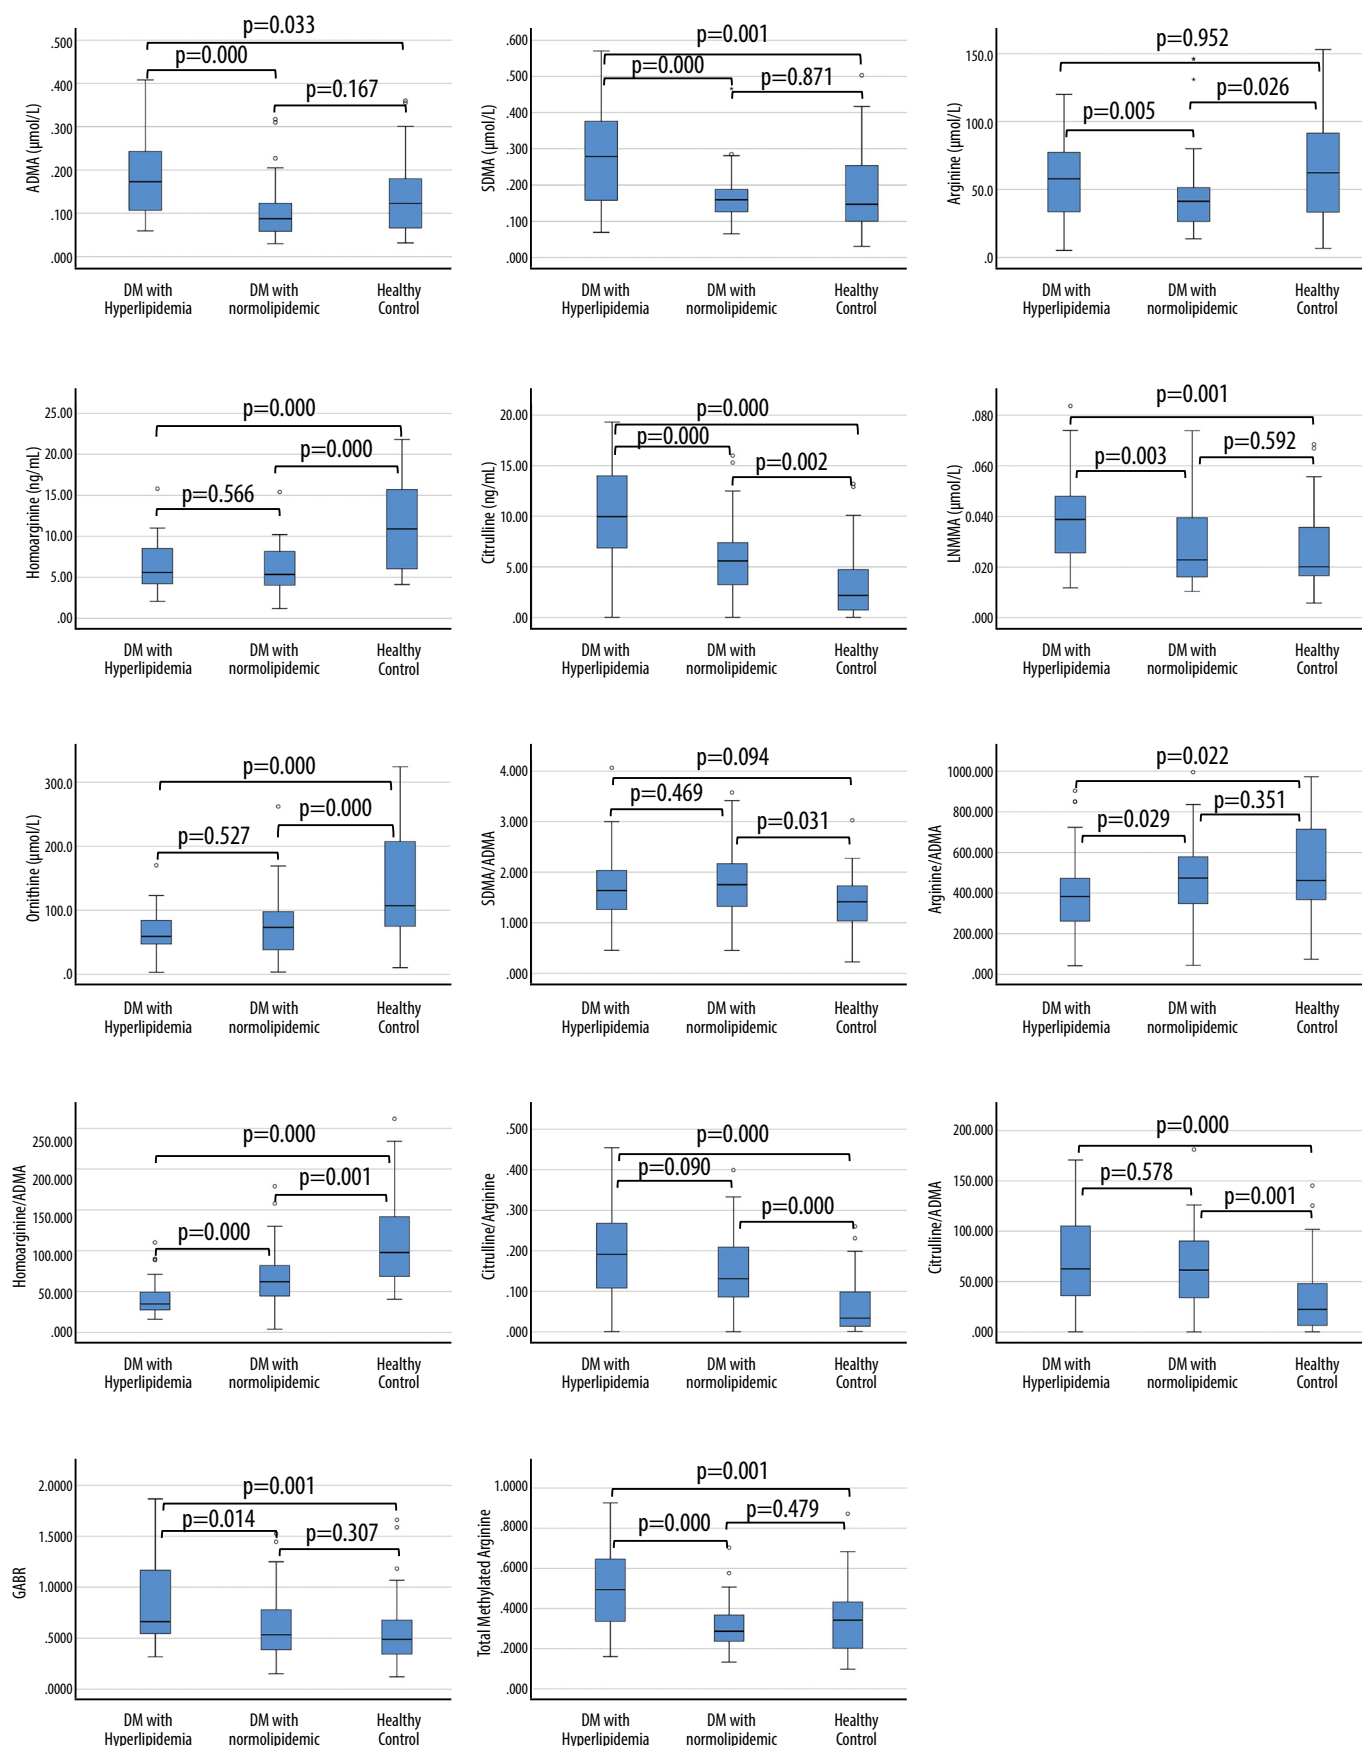 p=0.033
p=0.000
p=0.167
ADMA (µmol/L)
.500
.400
.300
.200
.100
.000
DM with
Hyperlipidemia
DM with
normolipidemic
Healthy
Control
p=0.001
p=0.000
p=0.871
SDMA (µmol/L)
.600
.500
.400
.300
.200
.100
.000
DM with
Hyperlipidemia
DM with
normolipidemic
Healthy
Control
p=0.952
p=0.026
p=0.005
Arginine (µmol/L)
150.0
100.0
50.0
.0
DM with
Hyperlipidemia
DM with
normolipidemic
Healthy
Control
p=0.000
p=0.000
p=0.566
Homoarginine (ng/mL)
25.00
20.00
15.00
10.00
5.00
.00
DM with
Hyperlipidemia
DM with
normolipidemic
Healthy
Control
p=0.000
p=0.000
p=0.002
Citrulline (ng/mL)
20.00
15.00
10.00
5.00
.00
DM with
Hyperlipidemia
DM with
normolipidemic
Healthy
Control
p=0.001
p=0.592
p=0.003
LNMMA (µmol/L)
.080
.060
0.040
.020
.000
DM with
Hyperlipidemia
DM with
normolipidemic
Healthy
Control
p=0.000
p=0.000
p=0.527
Ornithine (µmol/L)
300.0
200.0
100.0
.0
DM with
Hyperlipidemia
DM with
normolipidemic
Healthy
Control
p=0.094
p=0.469
p=0.031
SDMA/ADMA
4.000
3.000
2.000
1.000
.000
DM with
Hyperlipidemia
DM with
normolipidemic
Healthy
Control
p=0.022
p=0.351
p=0.029
Arginine/ADMA
1000.000
800.000
600.000
400.000
200.000
.000
DM with
Hyperlipidemia
DM with
normolipidemic
Healthy
Control
p=0.000
p=0.001
p=0.000
Homoarginine/ADMA
250.000
200.000
150.000
100.000
50.000
.000
DM with
Hyperlipidemia
DM with
normolipidemic
Healthy
Control
p=0.000
p=0.090
p=0.000
Citrulline/Arginine
.500
.400
.300
.200
.100
.000
DM with
Hyperlipidemia
DM with
normolipidemic
Healthy
Control
p=0.000
p=0.578
p=0.001
Citrulline/ADMA
200.000
150.000
100.000
50.000
.000
DM with
Hyperlipidemia
DM with
normolipidemic
Healthy
Control
p=0.001
p=0.014
p=0.307
GABR
2.0000
1.5000
1.0000
.5000
.0000
DM with
Hyperlipidemia
DM with
normolipidemic
Healthy
Control
p=0.001
p=0.479
p=0.000
Total Methylated Arginine
1.0000
.8000
.6000
.4000
.2000
.000
DM with
Hyperlipidemia
DM with
normolipidemic
Healthy
Control